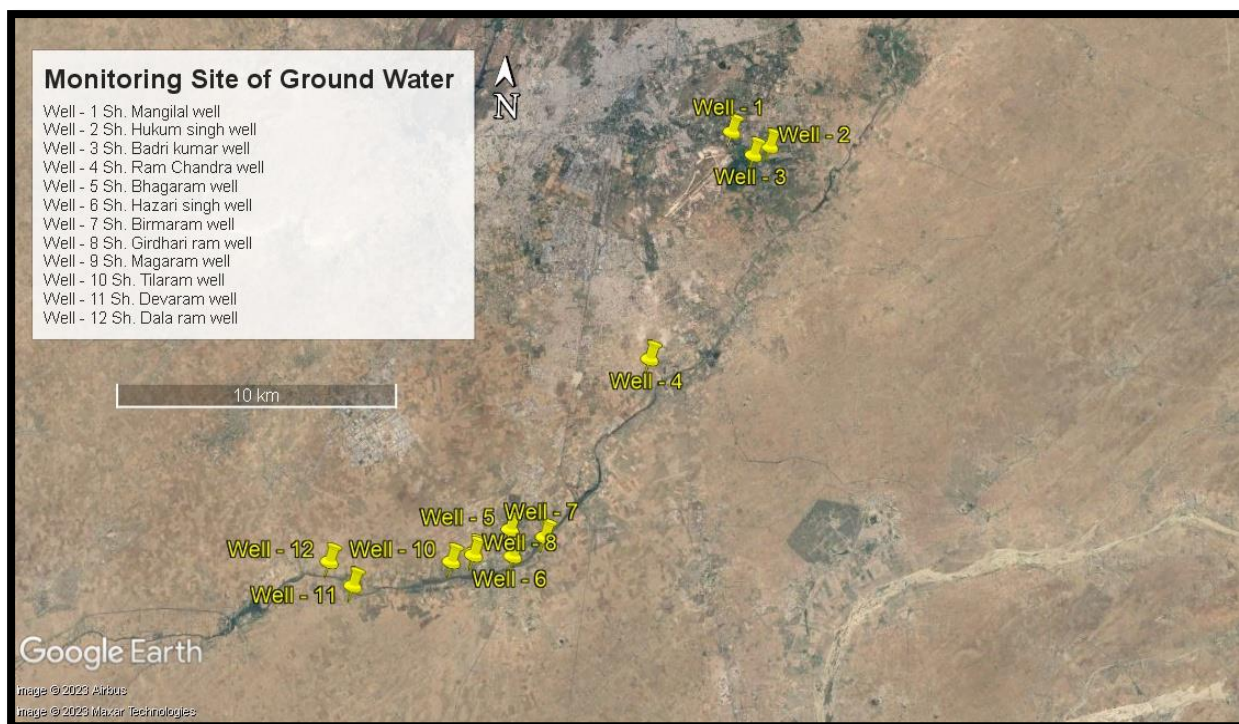 Monitoring Site of Ground Water
Well - 1 Sh. Mangilal well
Well - 2 Sh. Hukum singh well
Well - 3 Sh. Badri kumar well
Well - 4 Sh. Ram Chandra well
Well - 5 Sh. Bhagaram well
Well - 6 Sh. Hazari singh well
Well - 7 Sh. Birmaram well
Well - 8 Sh. Girdhari ram well
Well - 9 Sh. Magaram well
Well - 10 Sh. Tilaram well
Well - 11 Sh. Devaram well
Well - 12 Sh. Dala ram well
N
Well - 1
Well - 2
Well - 3
Well - 4
10 km
Well - 5
Well - 7
Well - 12
Well - 10
Well - 8
Well - 6
Well - 11
Google Earth
Image © 2023 Airbus
Image © 2023 Maxar Technologies